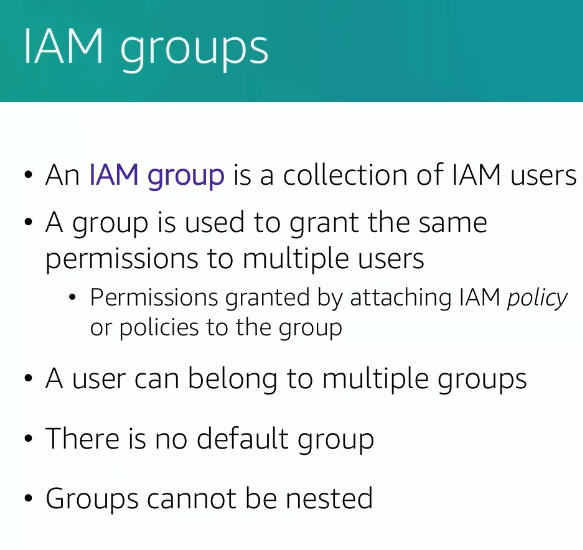 IAM groups
• An IAM group is a collection of IAM users
• A group is used to grant the same
permissions to multiple users
• Permissions granted by attaching IAM policy
or policies to the group
• A user can belong to multiple groups
• There is no default group
• Groups cannot be nested